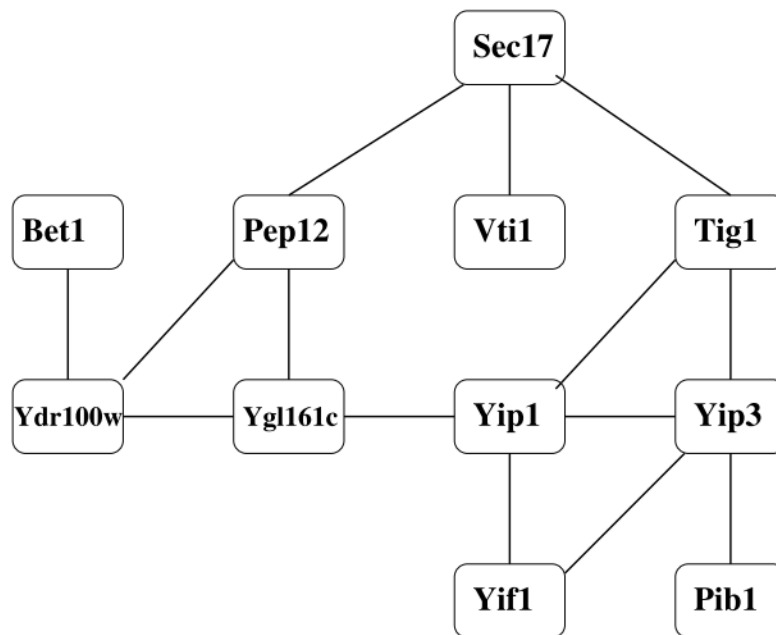 Sec17
Bet1
Pep12
Vti1
Tig1
Ydr100w
Ygl161c
Yip1
Yip3
Yif1
Pib1